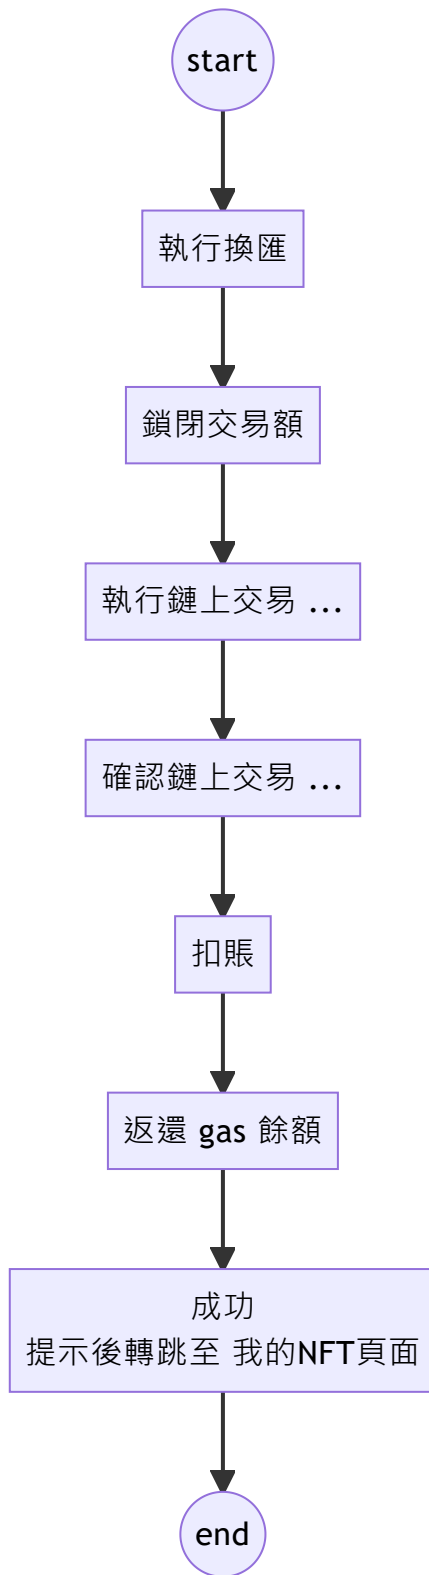 start
執行換匯
鎖閉交易額
執行鏈上交易 ...
確認鏈上交易 ...
扣賬
返還 gas 餘額
成功
提示後轉跳至 我的NFT頁面
end